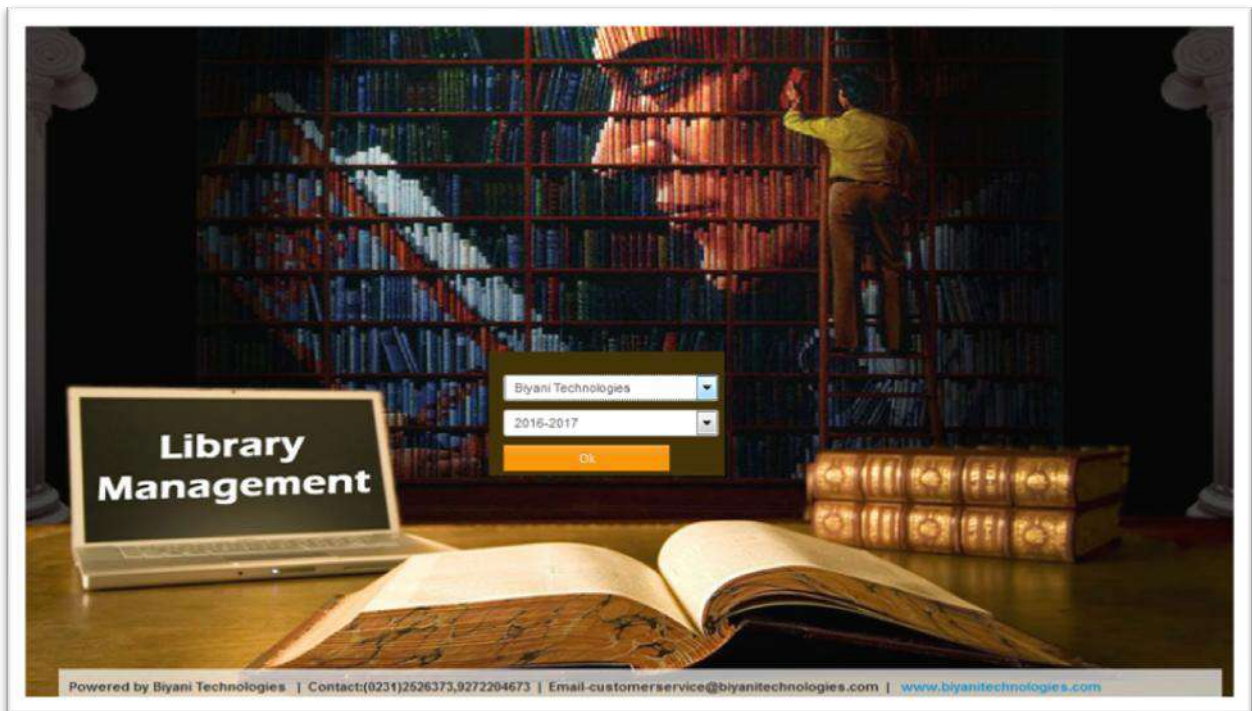 Biyani Technologies
2016-2017
Ok
Library
Management
Powered by Biyani Technologies | Contact:(0231)2526373,9272204673 | Email-customerservice@biyanitechnologies.com | www.biyanitechnologies.com